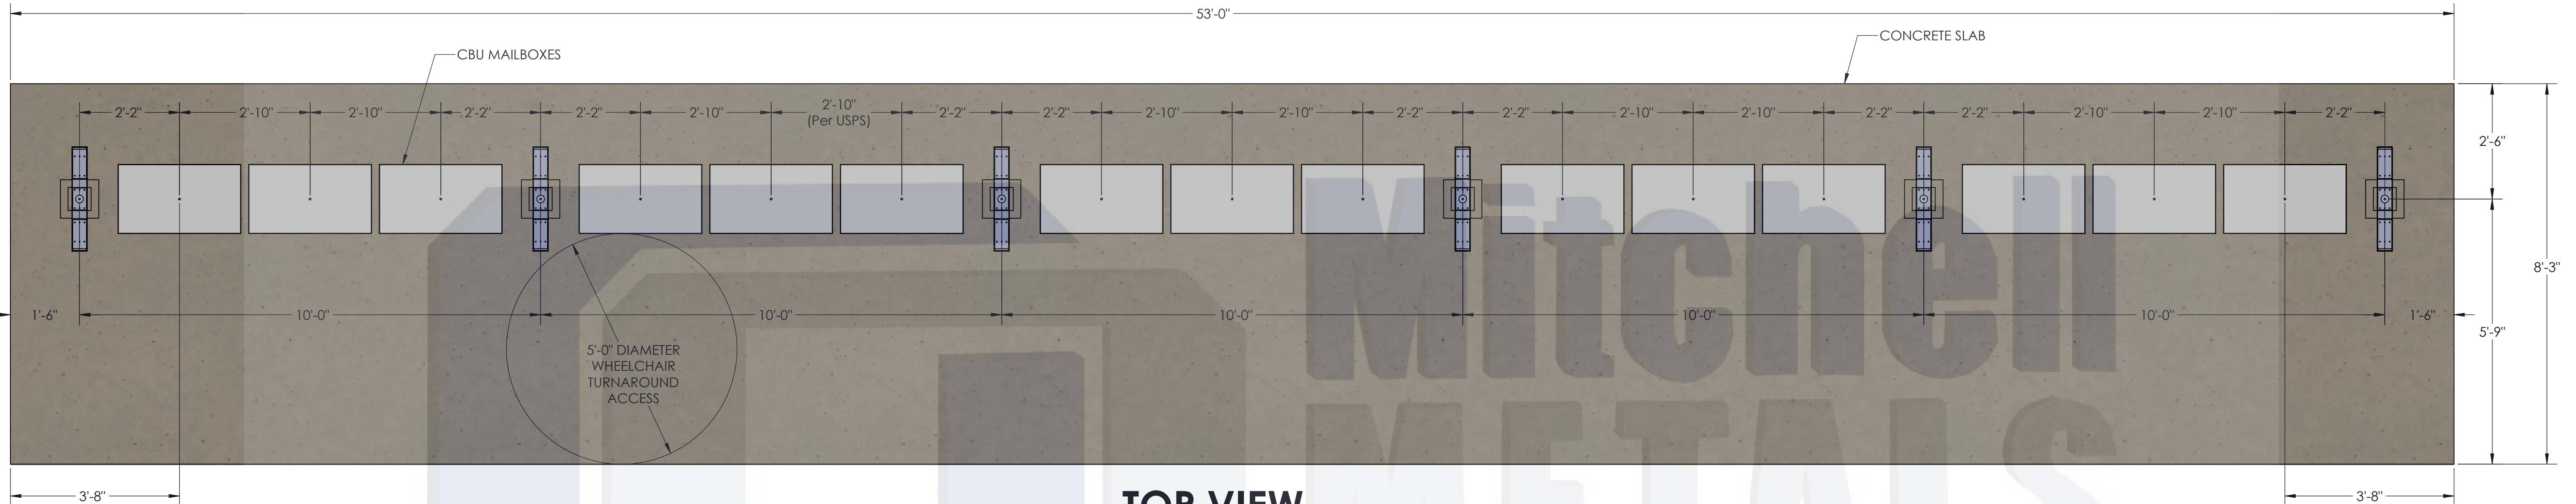 53'-0"
CONCRETE SLAB
CBU MAILBOXES
2'-2" 2'-10" 2'-10" 2'-2" 2'-2" 2'-10" 2'-10" 2'-2" 2'-2" 2'-10" 2'-10" 2'-2" 2'-2" 2'-10" 2'-10" 2'-2" 2'-2" 2'-10" 2'-10" 2'-2"
(Per USPS)
2'-6"
Mitchell
8'-3"
1'-6" 10'-0" 10'-0" 10'-0" 10'-0" 10'-0" 1'-6"
5'-9"
5'-0" DIAMETER
WHEELCHAIR
TURNAROUND
ACCESS
METALS
3'-8" TOP VIEW 3'-8"